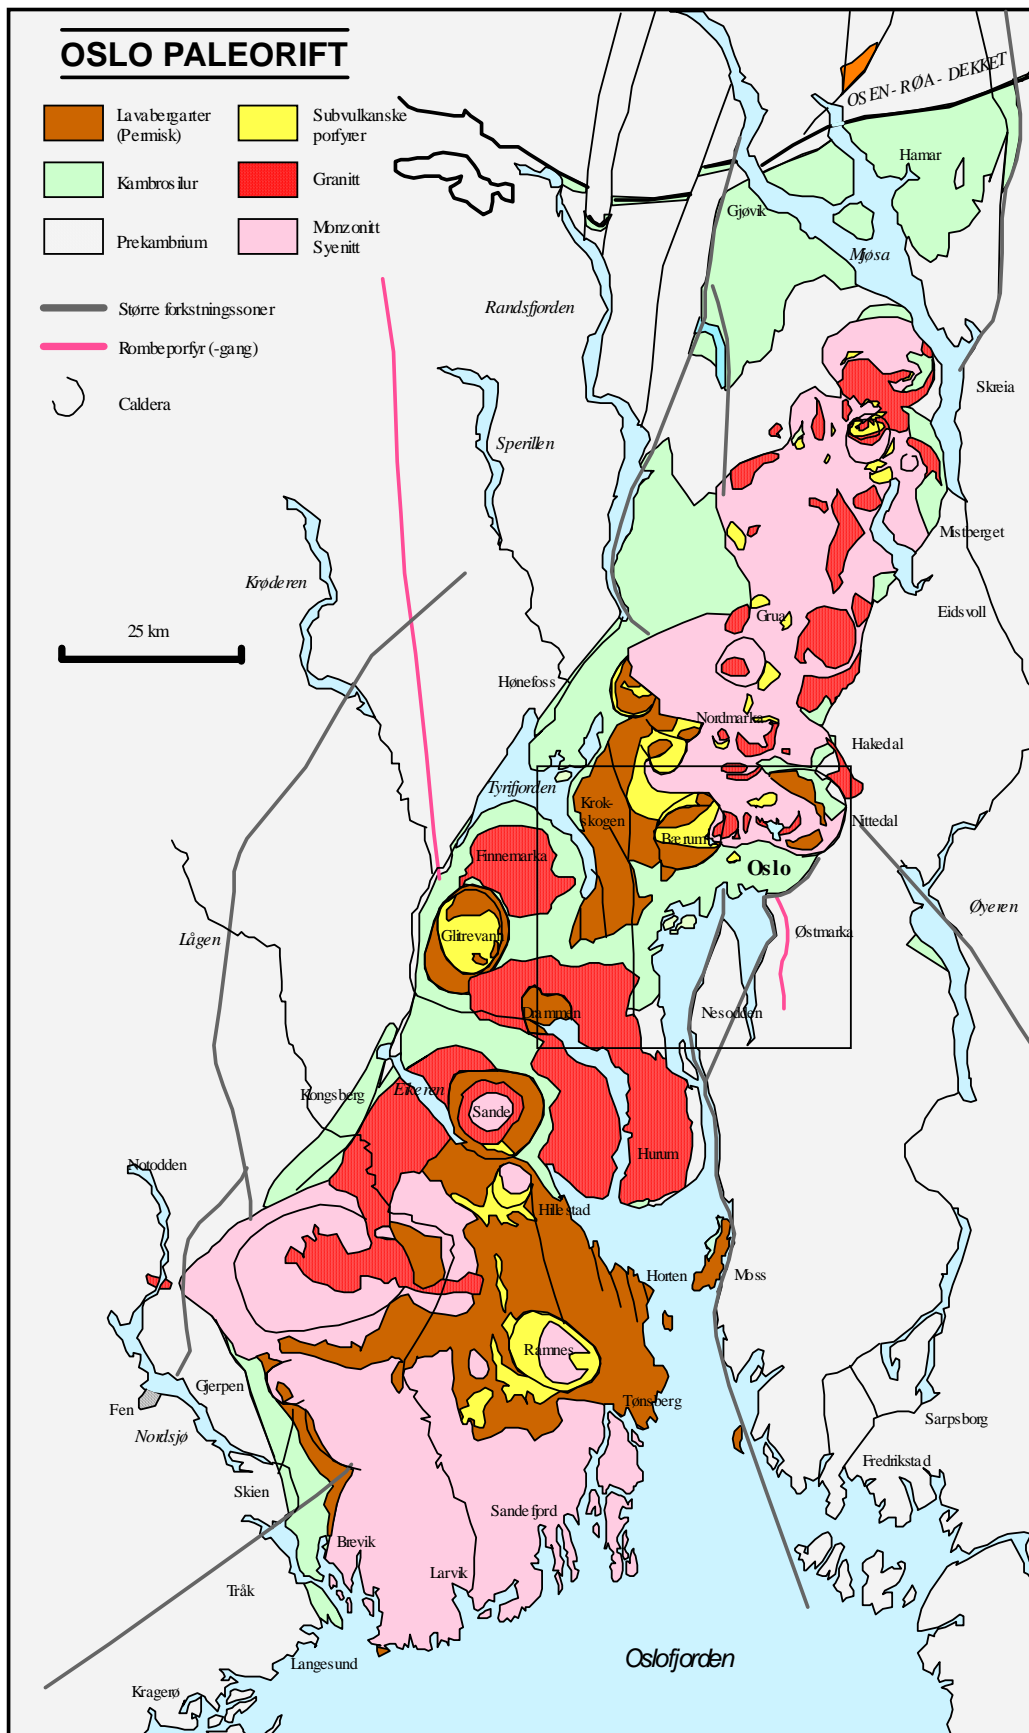 OSLO PALEORIFT
Lavabergarter
(Permisk)
Subvulkanske
porfyrer
Kambrosilur
Granitt
Prekambrium
Monzonitt
Syenitt
Større forkstningssoner
Rombeporfyr (-gang)
Caldera
25 km
OSEN - RØA - DEKKET
Hamar
Gjøvik
Mjøsa
Randsfjorden
Skreia
Sperillen
Mistberget
Krøderen
Eidsvoll
Grua
Hønefoss
Nordmarka
Hakedal
Tyrifjorden
Krok-
skogen
Nittedal
Bærum
Finnemarka
Oslo
Øyeren
Glitrevann
Østmarka
Lågen
Drammen
Nesodden
Eikeren
Kongsberg
Sande
Hurum
Notodden
Hillestad
Horten
Moss
Ramnes
Gjerpen
Tønsberg
Fen
Nordsjø
Sarpsborg
Fredrikstad
Skien
Sandefjord
Brevik
Larvik
Tråk
Langesund
Oslofjorden
Kragerø